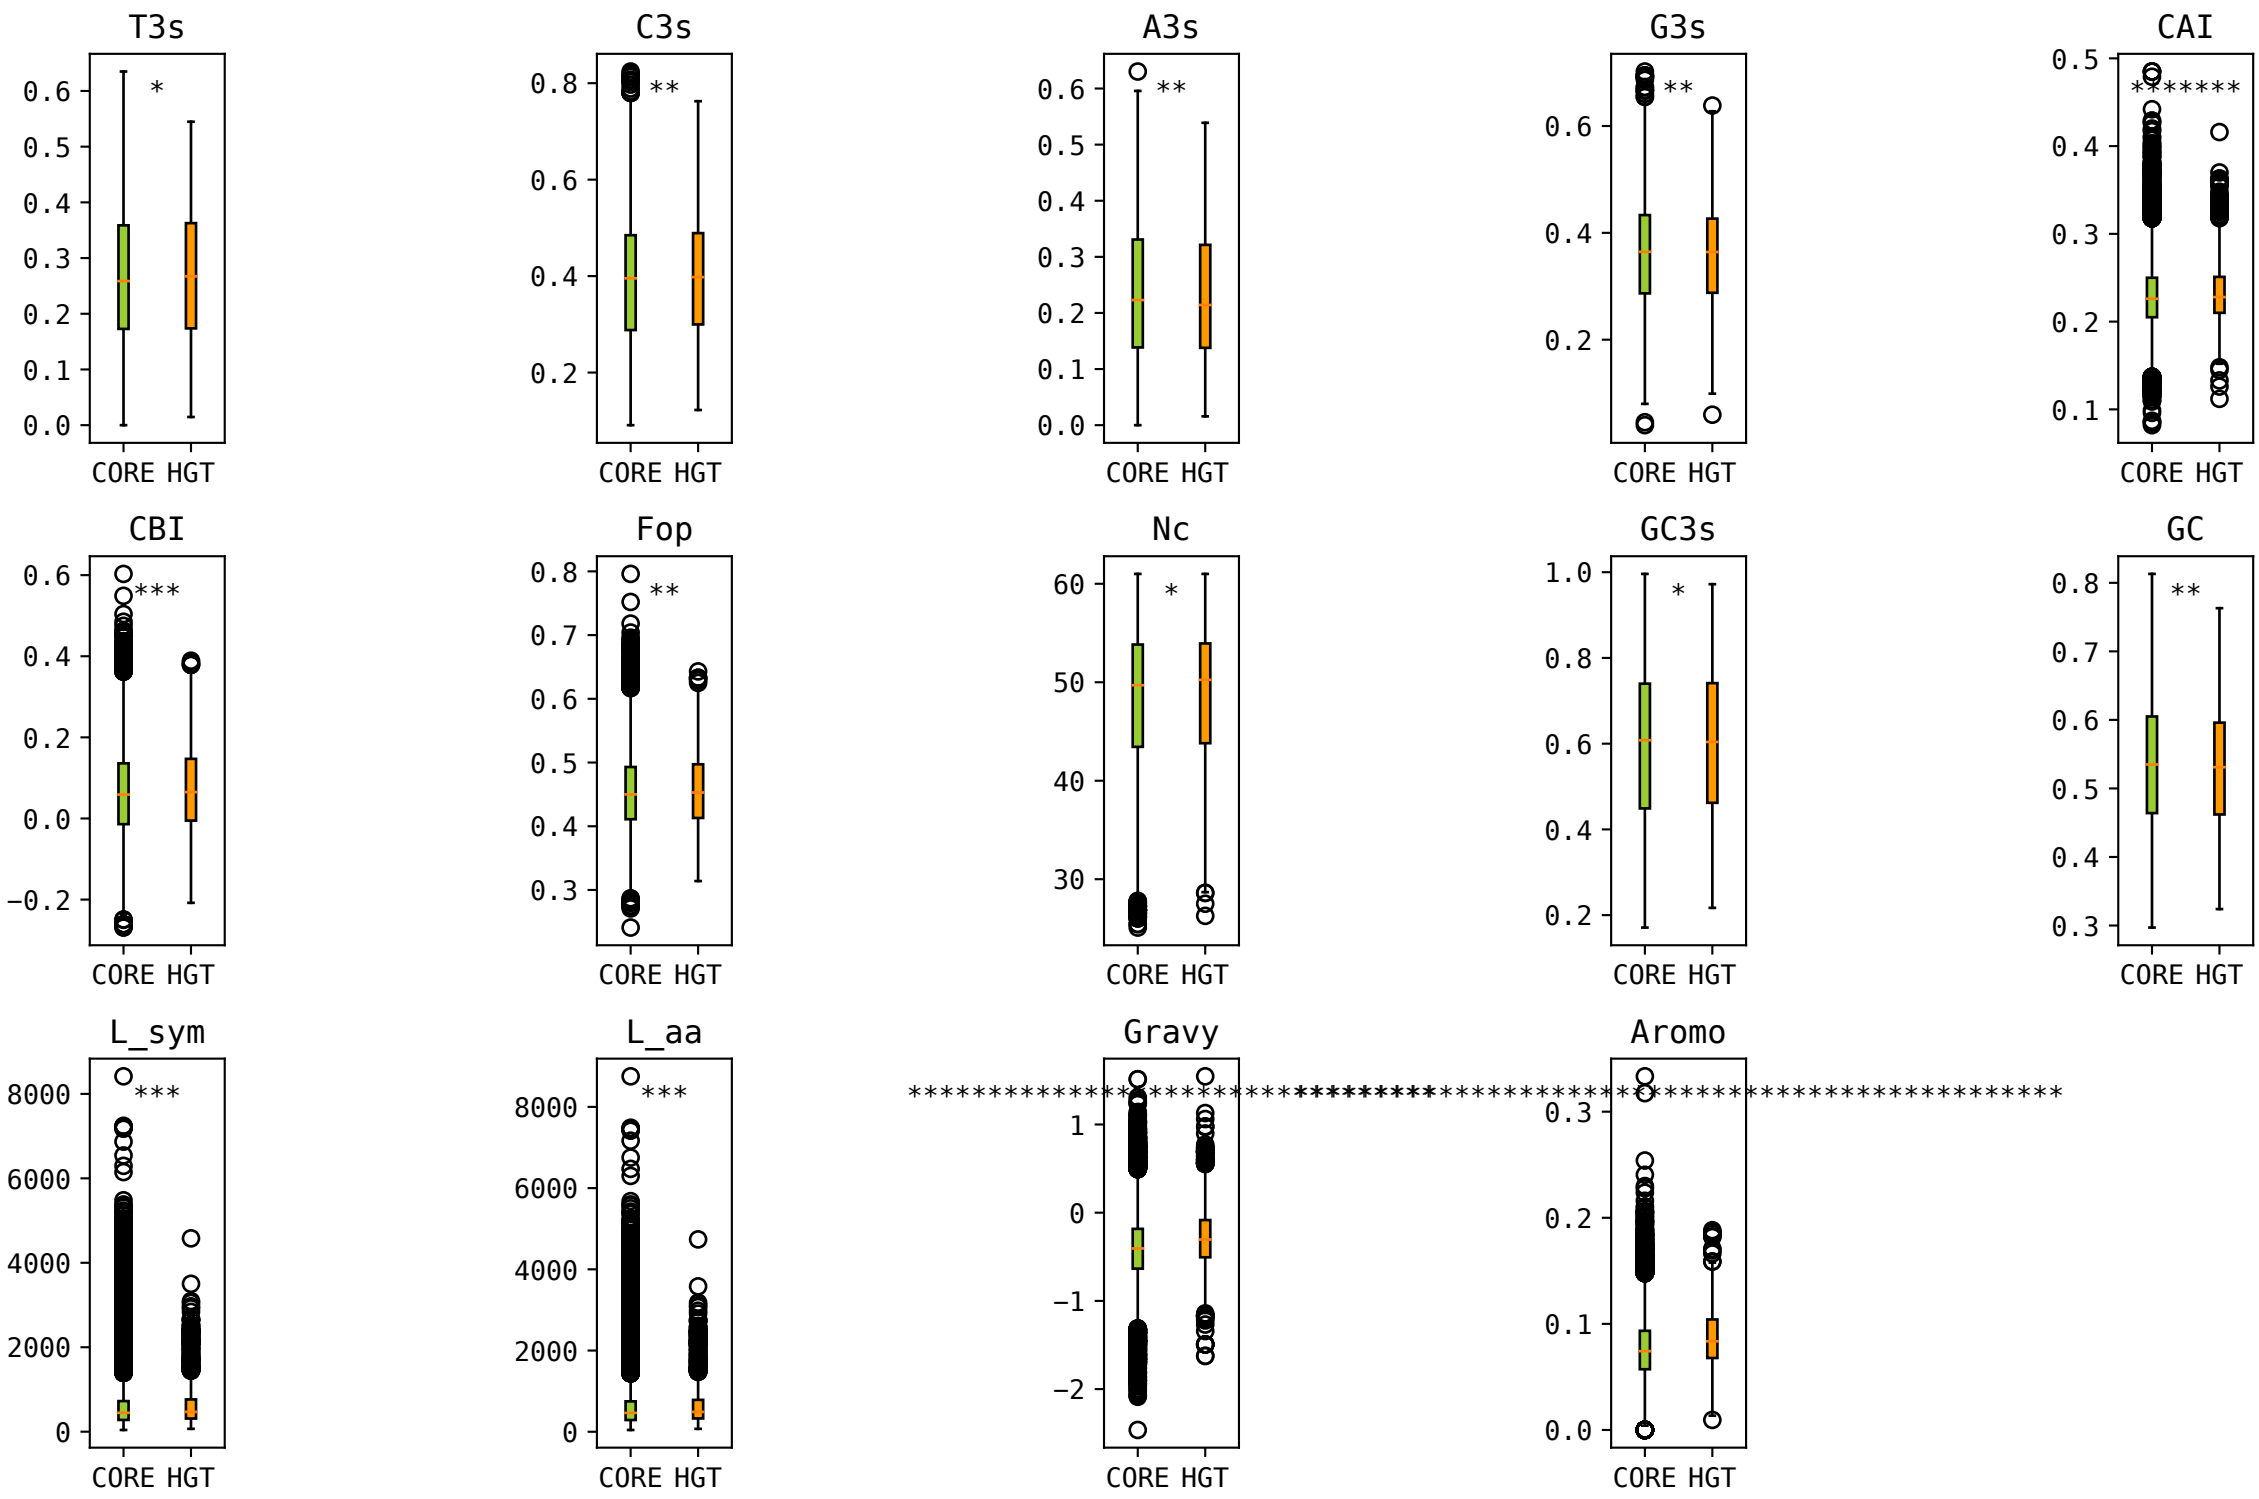 T3s C3s A3s G3s CAI
0.6 0.5 0.4 0.3 0.2 0.1 0.0
*
CORE HGT
0.8 0.6 0.4 0.2
**
CORE HGT
0.6 0.5 0.4 0.3 0.2 0.1 0.0
**
CORE HGT
0.6 0.4 0.2
**
CORE HGT
0.5 0.4 0.3 0.2 0.1
*******
CORE HGT
CBI Fop Nc GC3s GC
0.6 0.4 0.2 0.0 −0.2
***
CORE HGT
0.8 0.7 0.6 0.5 0.4 0.3
**
CORE HGT
60 50 40 30
*
CORE HGT
1.0 0.8 0.6 0.4 0.2
*
CORE HGT
0.8 0.7 0.6 0.5 0.4 0.3
**
CORE HGT
L_sym L_aa Gravy Aromo
8000 6000 4000 2000 0
***
CORE HGT
8000 6000 4000 2000 0
***
CORE HGT
1 0 −1 −2
CORE HGT
0.3 0.2 0.1 0.0
CORE HGT